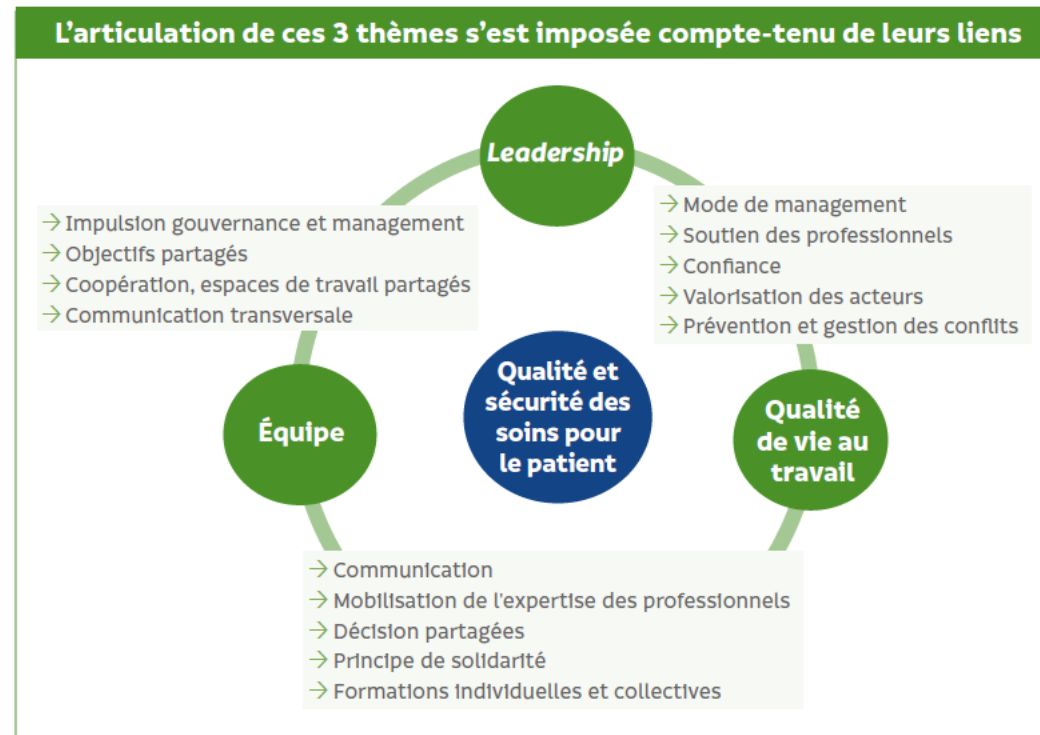 L’articulation de ces 3 thèmes s’est imposée compte-tenu de leurs liens
Leadership
→ Impulsion gouvernance et management
→ Objectifs partagés
→ Coopération, espaces de travail partagés
→ Communication transversale
→ Mode de management
→ Soutien des professionnels
→ Confiance
→ Valorisation des acteurs
→ Prévention et gestion des conflits
Équipe
Qualité et
sécurité des
soins pour
le patient
Qualité
de vie au
travail
→ Communication
→ Mobilisation de l’expertise des professionnels
→ Décision partagées
→ Principe de solidarité
→ Formations individuelles et collectives